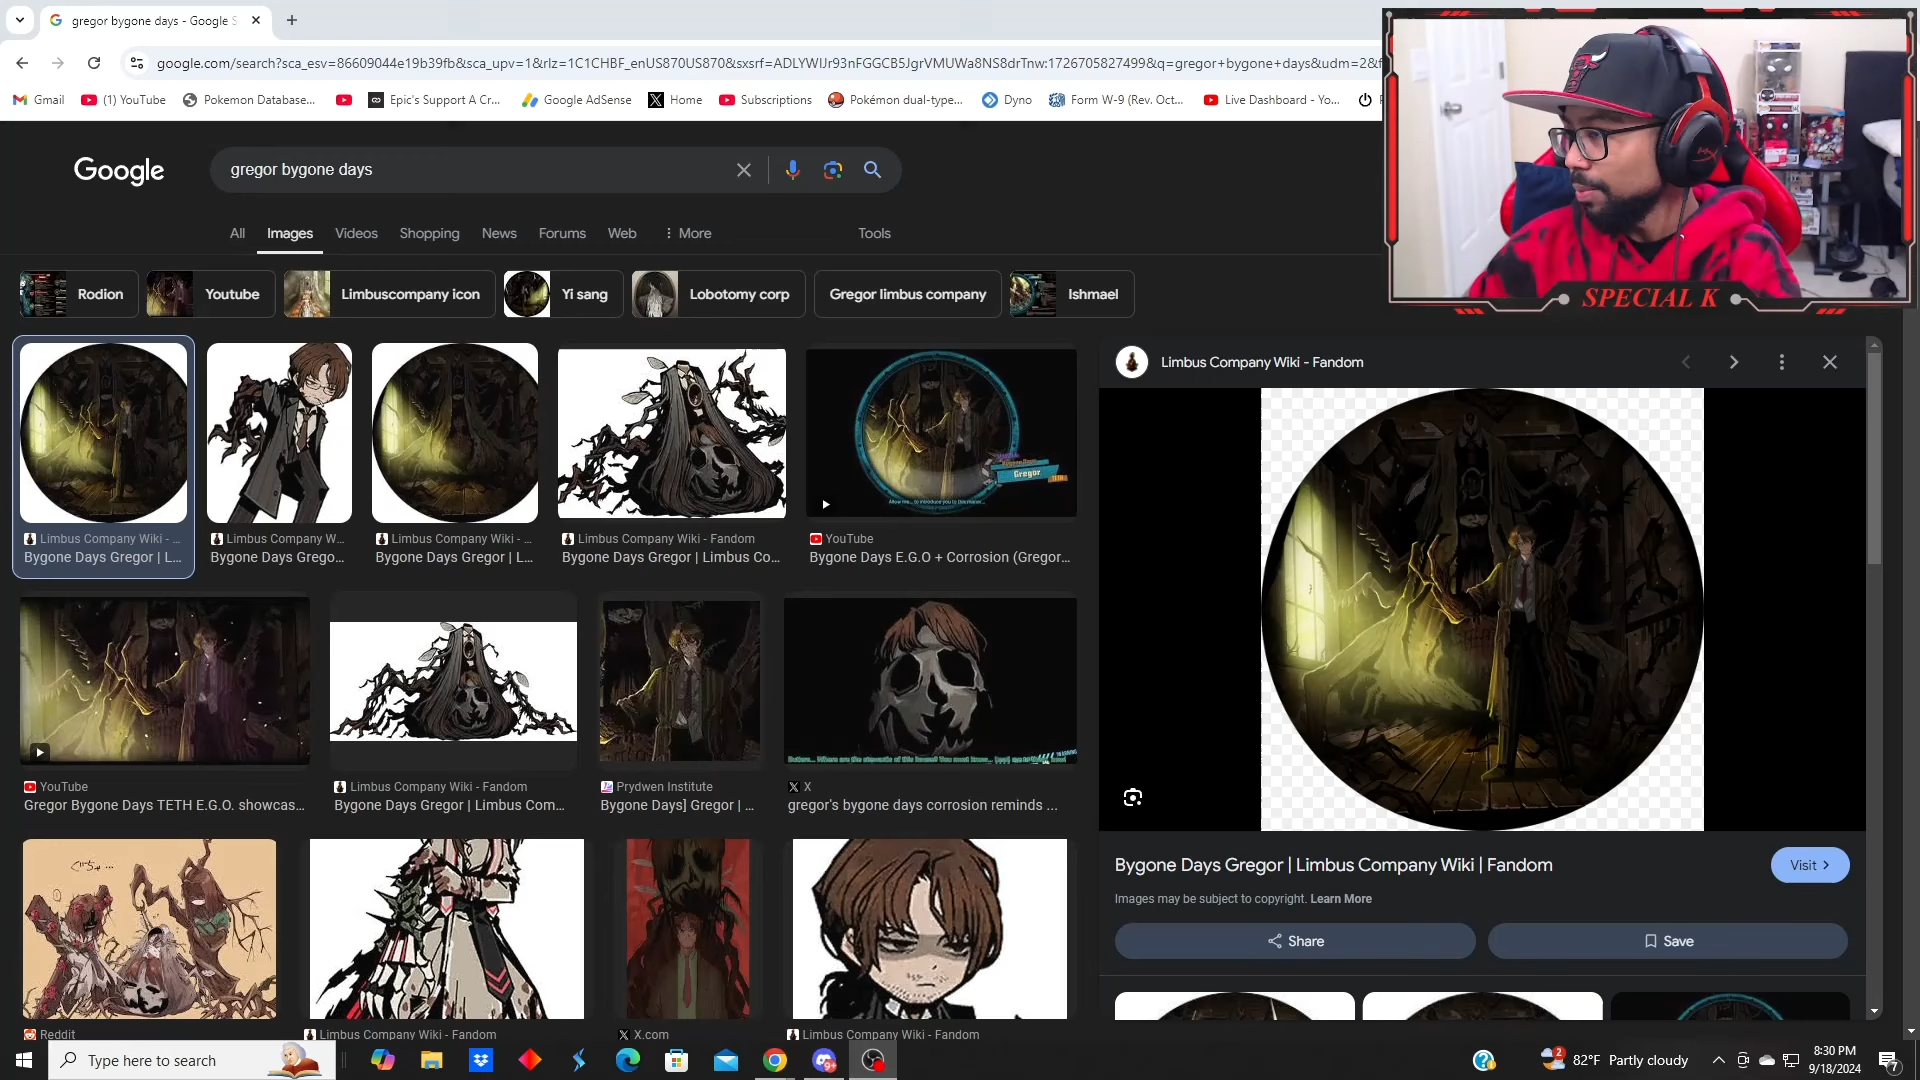 gregor bygone days - Google S
google.com/search?sca_esv=86609044e19b39fb&sca_upv=1&rlz=1C1CHBF_enUS870US870&sxsrf=ADLYWIJr93nFGGCB5JgrVMUWa8NS8drTnw:1726705827499&q=gregor+bygone+days&udm=2&f
Gmail
(1) YouTube
Pokemon Database...
Epic's Support A Cr...
Google AdSense
Home
Subscriptions
Pokémon dual-type...
Dyno
Form W-9 (Rev. Oct...
Live Dashboard - Yo...
SPECIAL K
Google
gregor bygone days
All
Images
Videos
Shopping
News
Forums
Web
More
Tools
Rodion
Youtube
Limbuscompany icon
Yi sang
Lobotomy corp
Gregor limbus company
Ishmael
Gregor
Limbus Company Wiki - ...
Bygone Days Gregor | L...
Limbus Company W...
Bygone Days Grego...
Limbus Company Wiki - ...
Bygone Days Gregor | L...
Limbus Company Wiki - Fandom
Bygone Days Gregor | Limbus Co...
YouTube
Bygone Days E.G.O + Corrosion (Gregor...
YouTube
Gregor Bygone Days TETH E.G.O. showcas...
Limbus Company Wiki - Fandom
Bygone Days Gregor | Limbus Com...
Prydwen Institute
Bygone Days] Gregor | ...
X
gregor's bygone days corrosion reminds ...
Reddit
Limbus Company Wiki - Fandom
X.com
Limbus Company Wiki - Fandom
Limbus Company Wiki - Fandom
Bygone Days Gregor | Limbus Company Wiki | Fandom
Visit
Images may be subject to copyright. Learn More
Share
Save
Type here to search
9+
2
82°F Partly cloudy
8:30 PM
9/18/2024
7